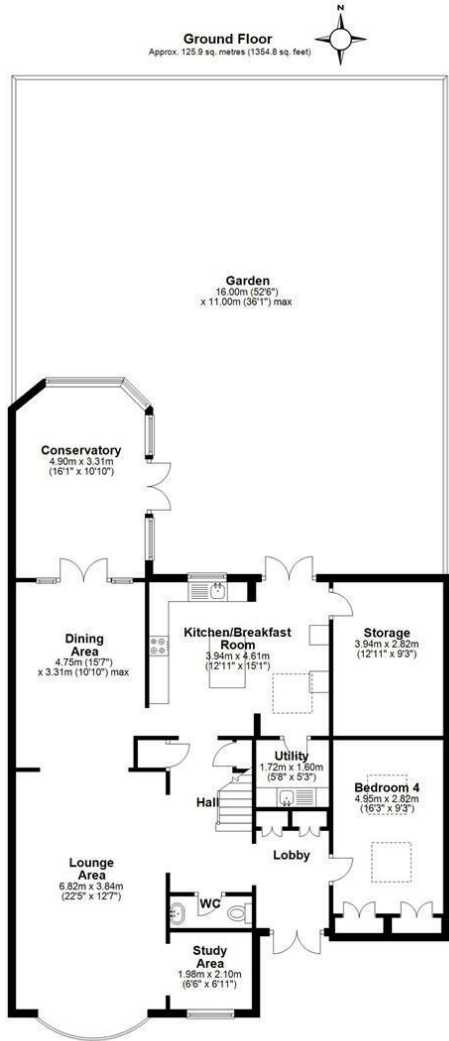 N
Ground Floor
Approx. 125.9 sq. metres (1354.8 sq. feet)
Garden
16.00m (52'6")
x 11.00m (36'1") max
Conservatory
4.90m x 3.31m
(16'1" x 10'10")
Dining
Area
4.75m (15'7")
x 3.31m (10'10") max
Kitchen/Breakfast
Room
3.94m x 4.61m
(12'11" x 15'1")
Storage
3.94m x 2.82m
(12'11" x 9'3")
Utility
1.72m x 1.60m
(5'8" x 5'3")
Hall
Bedroom 4
4.95m x 2.82m
(16'3" x 9'3")
Lobby
Lounge
Area
6.82m x 3.84m
(22'5" x 12'7")
WC
Study
Area
1.98m x 2.10m
(6'6" x 6'11")